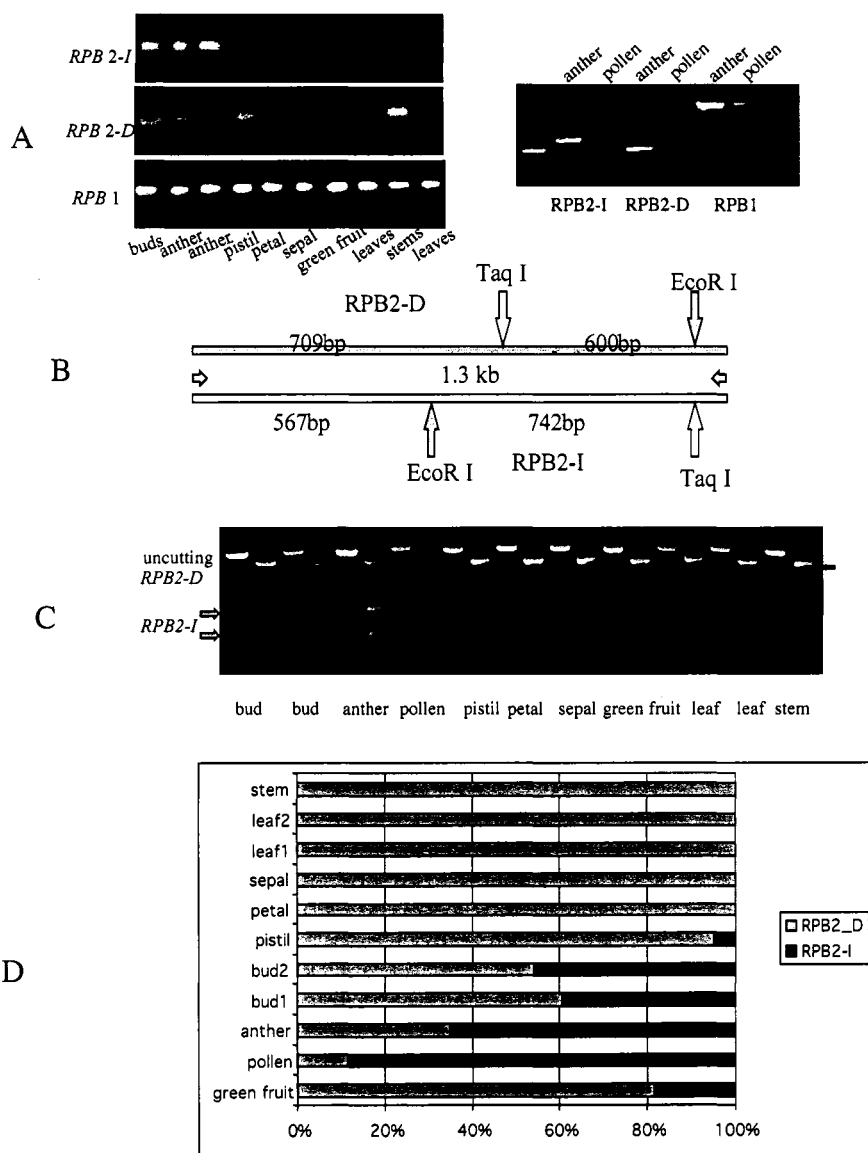 A
RPB 2-I
RPB 2-D
RPB 1
buds anther anther pistil petal sepal green fruit leaves stems leaves
anther pollen anther pollen anther pollen
RPB2-I RPB2-D RPB1
B
Taq I
EcoR I
RPB2-D
709bp 600bp
1.3 kb
567bp 742bp
EcoR I RPB2-I Taq I
C
uncutting
RPB2-D
RPB2-I
bud bud anther pollen pistil petal sepal green fruit leaf leaf stem
D
stem
leaf2
leaf1
sepal
petal
pistil
bud2
bud1
anther
pollen
green fruit
0% 20% 40% 60% 80% 100%
RPB2_D
RPB2-I